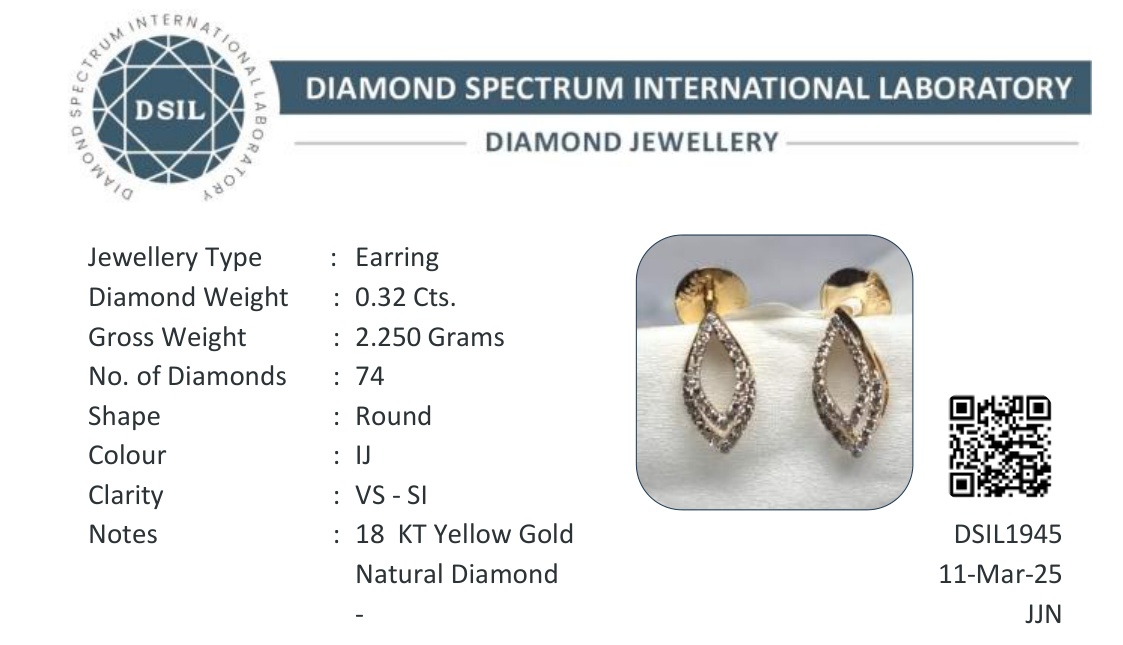 DIAMOND SPECTRUM INTERNATIONAL LABORATORY
DSIL
DIAMOND SPECTRUM INTERNATIONAL LABORATORY
DIAMOND JEWELLERY
Jewellery Type : Earring
Diamond Weight : 0.32 Cts.
Gross Weight : 2.250 Grams
No. of Diamonds : 74
Shape : Round
Colour : IJ
Clarity : VS - SI
Notes : 18 KT Yellow Gold
Natural Diamond
-
DSIL1945
11-Mar-25
JJN